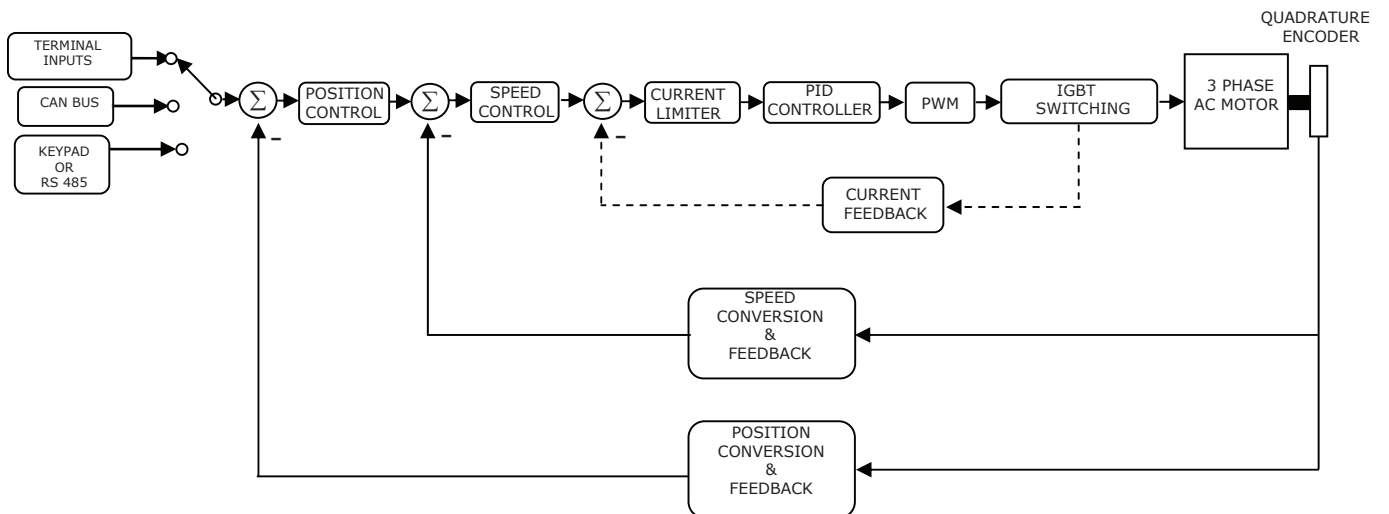 QUADRATURE
ENCODER
TERMINAL
INPUTS
CAN BUS
KEYPAD
OR
RS 485
Σ
-
POSITION
CONTROL
Σ
-
SPEED
CONTROL
Σ
-
CURRENT
LIMITER
PID
CONTROLLER
PWM
IGBT
SWITCHING
3 PHASE
AC MOTOR
CURRENT
FEEDBACK
SPEED
CONVERSION
&
FEEDBACK
POSITION
CONVERSION
&
FEEDBACK